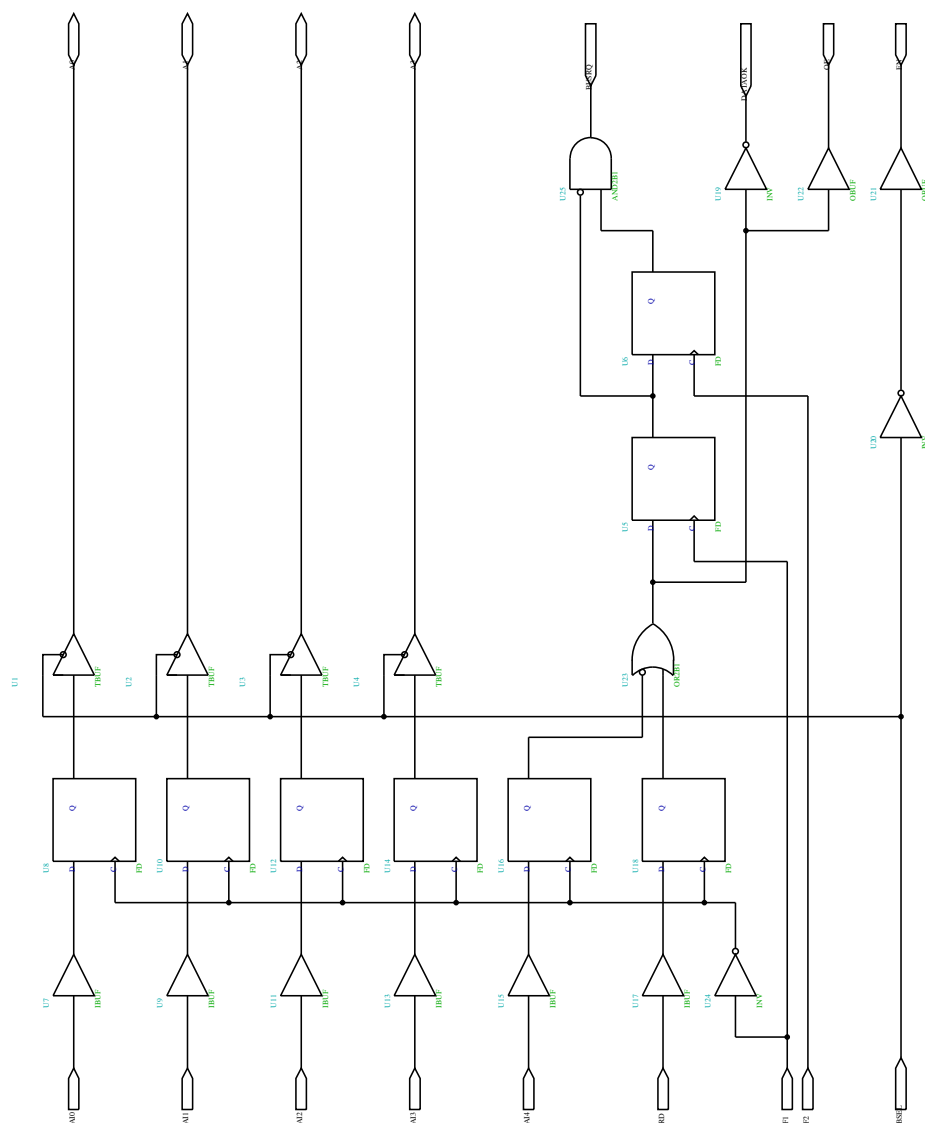 BUSRQ
DATAOK
U25
AND2B1
U19
INV
U22
OBUF
U21
Q
U6
D
C
FD
U20
Q
U5
D
C
FD
U1
TBUF
U2
TBUF
U3
TBUF
U4
TBUF
U23
OR2B1
Q
Q
Q
Q
Q
Q
U8
D
C
FD
U10
D
C
FD
U12
D
C
FD
U14
D
C
FD
U16
D
C
FD
U18
D
C
FD
U7
IBUF
U9
IBUF
U11
IBUF
U13
IBUF
U15
IBUF
U17
IBUF
U24
INV
AI0
AI1
AI2
AI3
AI4
RD
F1
F2
BSEL